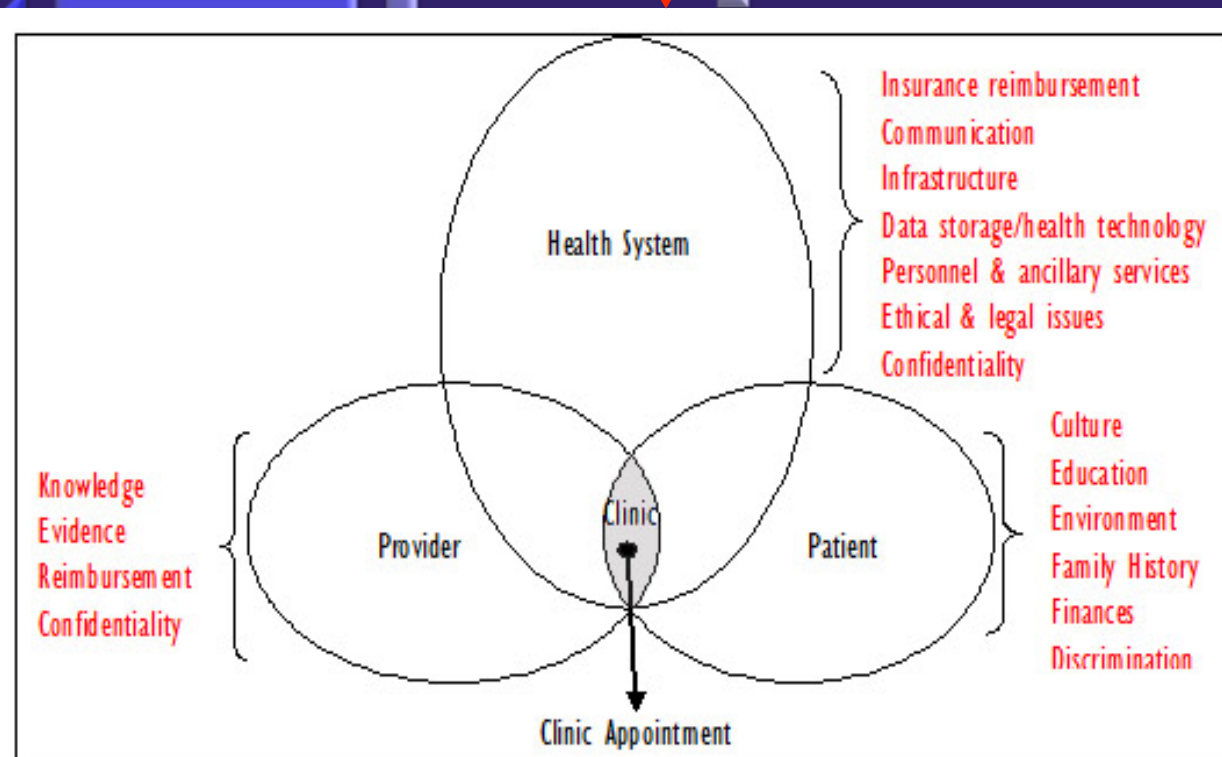 Insurance reimbursement
Communication
Infrastructure
Data storage/health technology
Personnel & ancillary services
Ethical & legal issues
Confidentiality
Health System
Culture
Education
Environment
Family History
Finances
Discrimination
Knowledge
Evidence
Reimbursement
Confidentiality
Provider
Clinic
Patient
Clinic Appointment